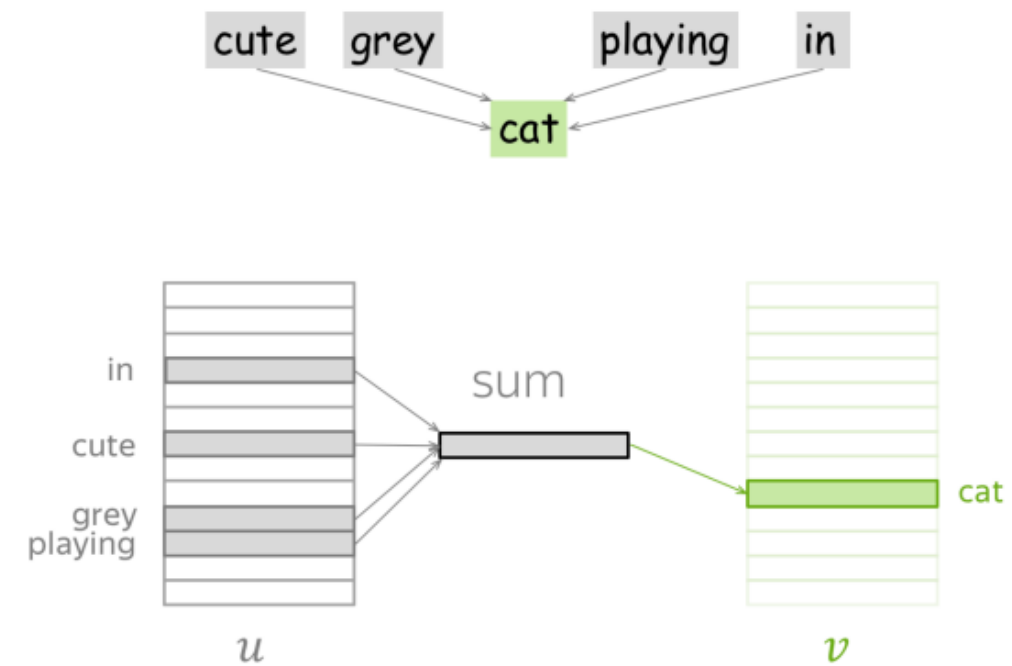 cute grey playing in
cat
in
sum
cute
cat
grey
playing
u v